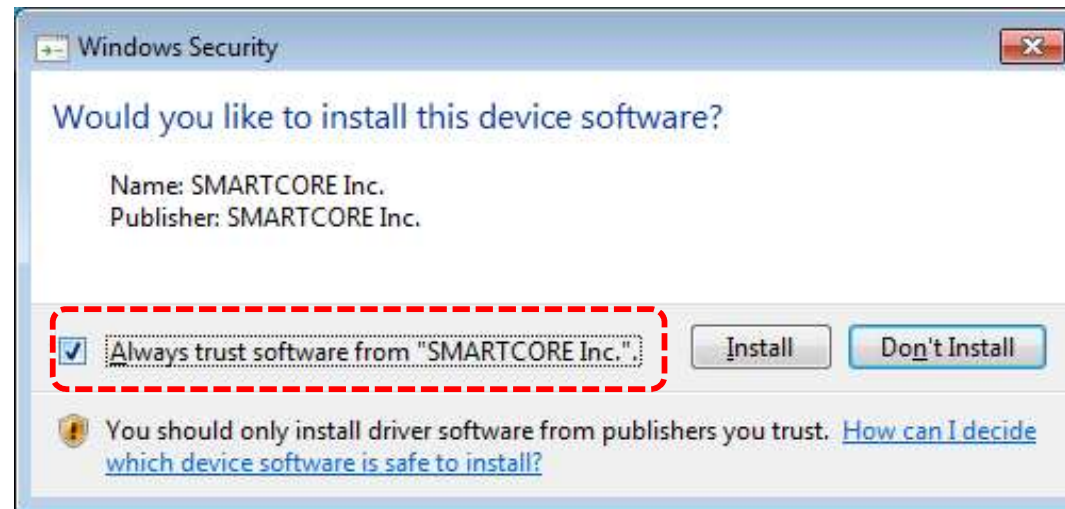 Windows Security
Would you like to install this device software?
Name: SMARTCORE Inc.
Publisher: SMARTCORE Inc.
Always trust software from "SMARTCORE Inc.".
Install
Don't Install
You should only install driver software from publishers you trust. How can I decide
which device software is safe to install?